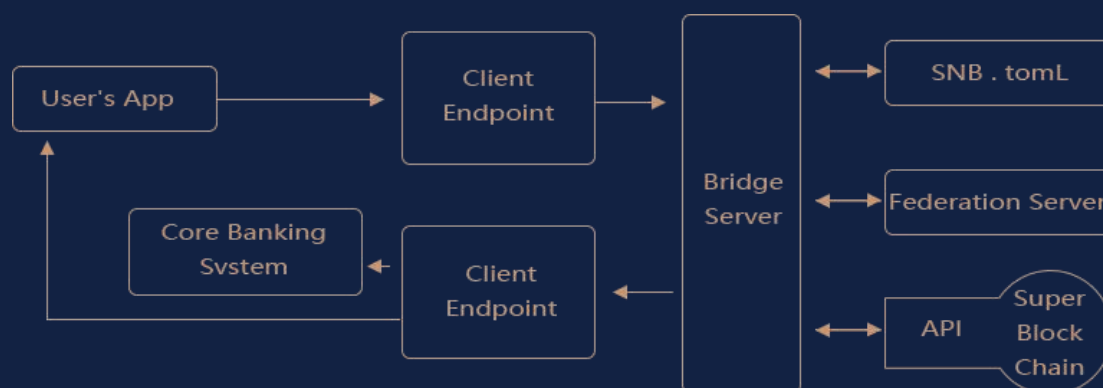 User's App
Client
Endpoint
SNB . tomL
Bridge
Server
Federation Server
Core Banking
Svstem
Client
Endpoint
API
Super
Block
Chain